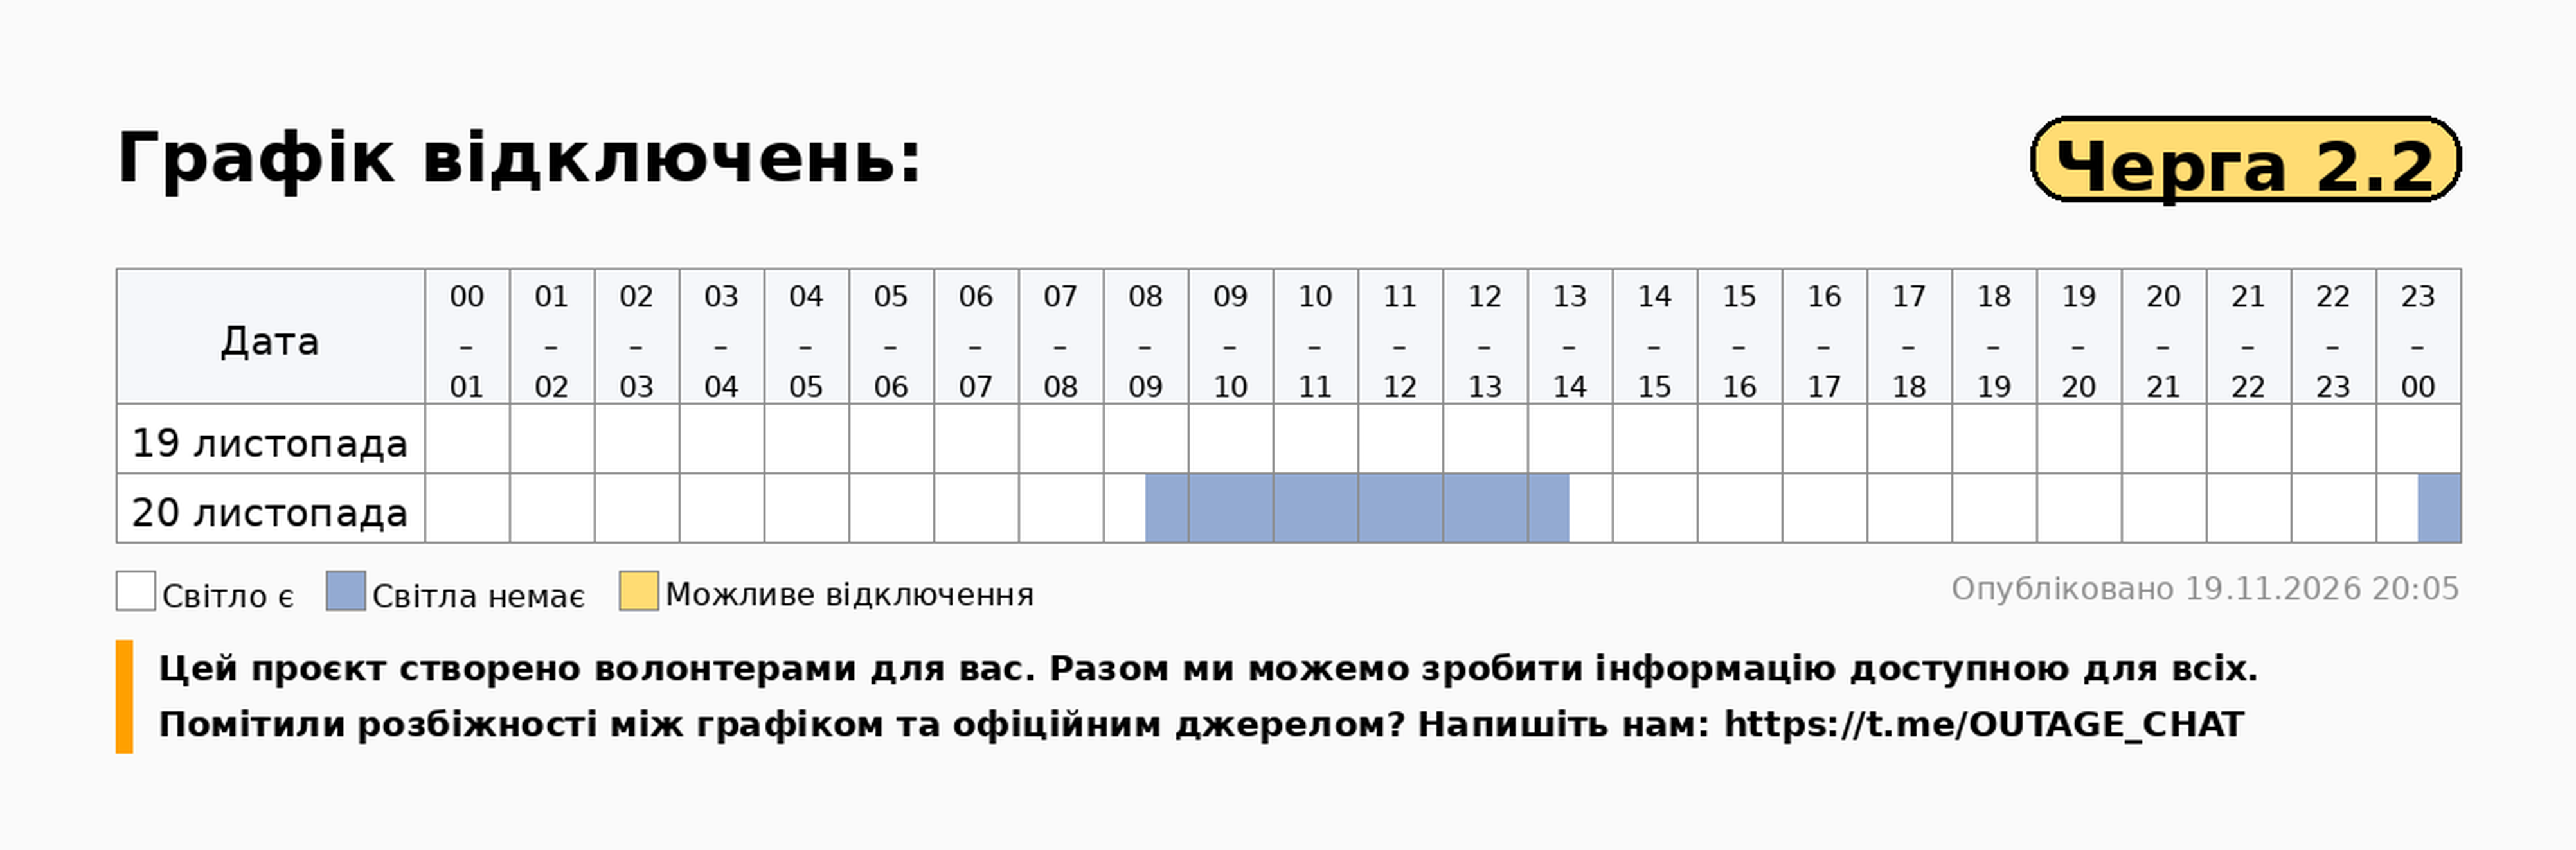 Графік відключень:
Черга 2.2
Дата 00 – 01 01 – 02 02 – 03 03 – 04 04 – 05 05 – 06 06 – 07 07 – 08 08 – 09 09 – 10 10 – 11 11 – 12 12 – 13 13 – 14 14 – 15 15 – 16 16 – 17 17 – 18 18 – 19 19 – 20 20 – 21 21 – 22 22 – 23 23 – 00
19 листопада
20 листопада
Світло є Світла немає Можливе відключення
Опубліковано 19.11.2026 20:05
Цей проєкт створено волонтерами для вас. Разом ми можемо зробити інформацію доступною для всіх.
Помітили розбіжності між графіком та офіційним джерелом? Напишіть нам: https://t.me/OUTAGE_CHAT